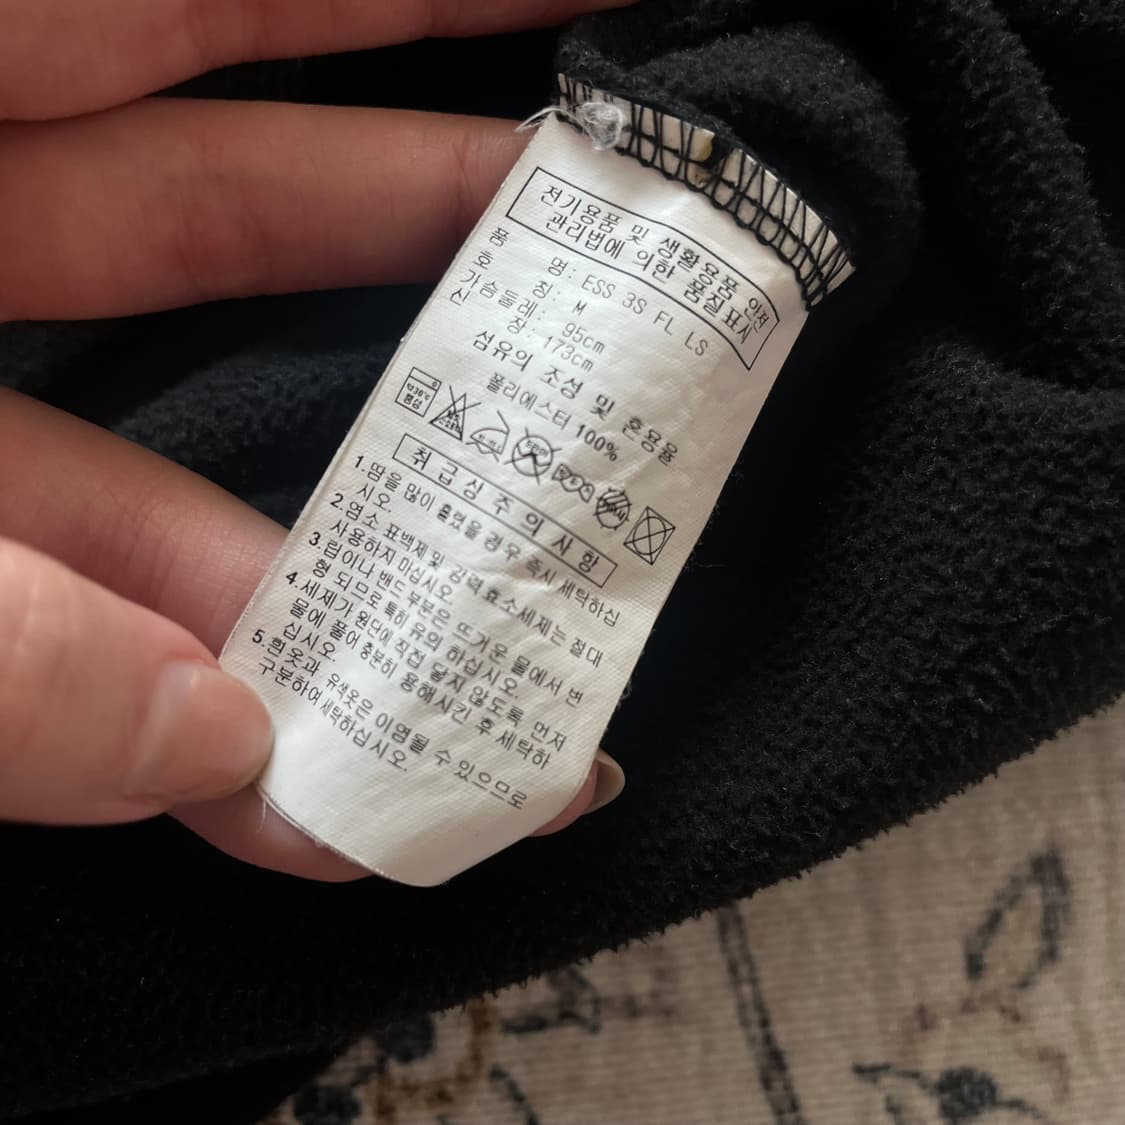 전기용품 및 생활용품 안전
관리법에 의한 품질표시
품 명: ESS 3S FL LS
호 칭: M
가슴둘레: 95cm
신 장: 173cm
섬유의 조성 및 혼용율
폴리에스터 100%
약30℃
중성
취급상주의사항
1.땀을 많이 흘렸을 경우 즉시 세탁하십
시오.
2.염소 표백제 및 강력효소세제는 절대
사용하지 마십시오.
3.립이나 밴드 부분은 뜨거운 물에서 변
형 되므로 특히 유의 하십시오.
4.세제가 원단에 직접 닿지 않도록 먼저
물에 풀어 충분히 용해시킨 후 세탁하
십시오.
5.흰옷과 유색옷은 이염될 수 있으므로
구분하여 세탁하십시오.